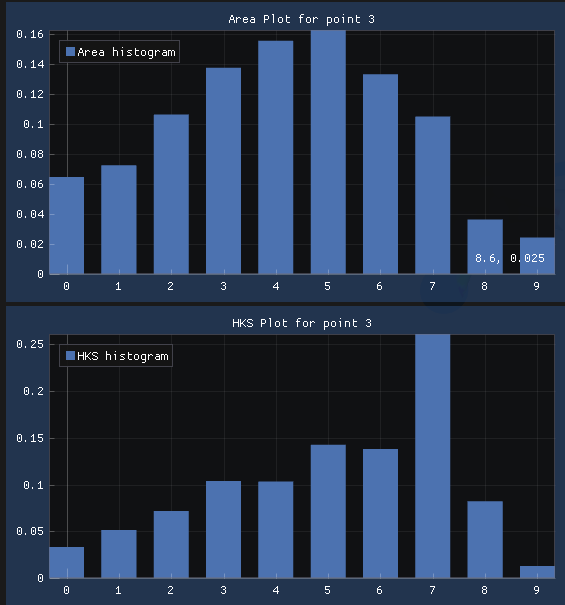 Area Plot for point 3
0.16
Area histogram
0.14
0.12
0.1
0.08
0.06
0.04
0.02
8.6, 0.025
0
0 1 2 3 4 5 6 7 8 9
HKS Plot for point 3
0.25
HKS histogram
0.2
0.15
0.1
0.05
0
0 1 2 3 4 5 6 7 8 9